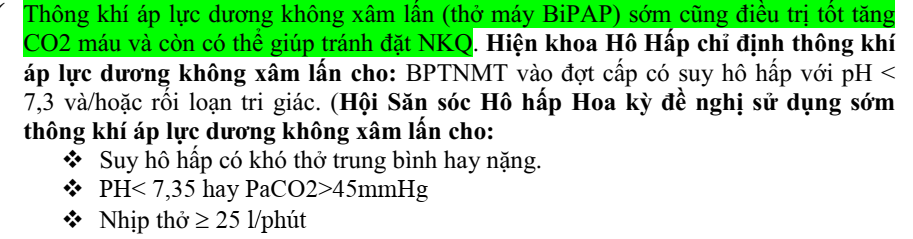 ✓ Thông khí áp lực dương không xâm lấn (thở máy BiPAP) sớm cũng điều trị tốt tăng
CO2 máu và còn có thể giúp tránh đặt NKQ. Hiện khoa Hô Hấp chỉ định thông khí
áp lực dương không xâm lấn cho: BPTNMT vào đợt cấp có suy hô hấp với pH <
7,3 và/hoặc rối loạn tri giác. (Hội Săn sóc Hô hấp Hoa kỳ đề nghị sử dụng sớm
thông khí áp lực dương không xâm lấn cho:
❖ Suy hô hấp có khó thở trung bình hay nặng.
❖ PH< 7,35 hay PaCO2>45mmHg
❖ Nhịp thở ≥ 25 l/phút